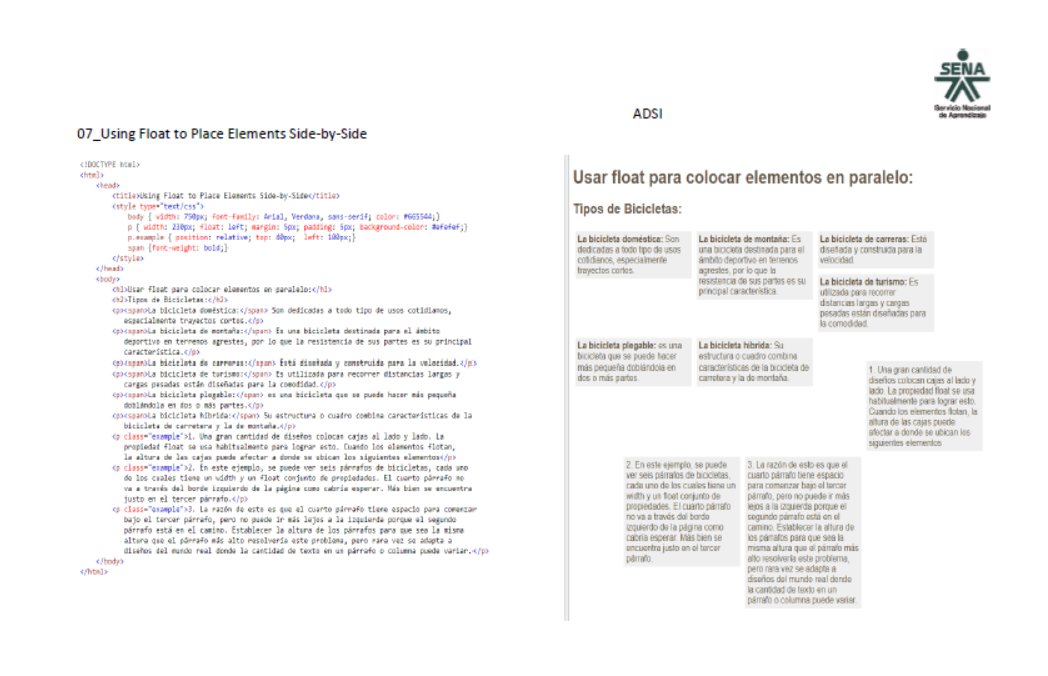 SENA
Servicio Nacional
de Aprendizaje
ADSI
07_Using Float to Place Elements Side-by-Side
<!DOCTYPE html>
<html>
<head>
<title>Using Float to Place Elements Side-by-Side</title>
<style type="text/css">
body { width: 750px; font-family: Arial, Verdana, sans-serif; color: #665544;}
p { width: 230px; float: left; margin: 5px; padding: 5px; background-color: #efefef;}
p.example { position: relative; top: 40px; left: 100px;}
span {font-weight: bold;}
</style>
</head>
<body>
<h1>Usar float para colocar elementos en paralelo:</h1>
<h2>Tipos de Bicicletas:</h2>
<p><span>La bicicleta doméstica:</span> Son dedicadas a todo tipo de usos cotidianos,
especialmente trayectos cortos.</p>
<p><span>La bicicleta de montaña:</span> Es una bicicleta destinada para el ámbito
deportivo en terrenos agrestes, por lo que la resistencia de sus partes es su principal
característica.</p>
<p><span>La bicicleta de carreras:</span> Está diseñada y construida para la velocidad.</p>
<p><span>La bicicleta de turismo:</span> Es utilizada para recorrer distancias largas y
cargas pesadas están diseñadas para la comodidad.</p>
<p><span>La bicicleta plegable:</span> es una bicicleta que se puede hacer más pequeña
doblándola en dos o más partes.</p>
<p><span>La bicicleta híbrida:</span> Su estructura o cuadro combina características de la
bicicleta de carretera y la de montaña.</p>
<p class="example">1. Una gran cantidad de diseños colocan cajas al lado y lado. La
propiedad float se usa habitualmente para lograr esto. Cuando los elementos flotan,
la altura de las cajas puede afectar a donde se ubican los siguientes elementos</p>
<p class="example">2. En este ejemplo, se puede ver seis párrafos de bicicletas, cada uno
de los cuales tiene un width y un float conjunto de propiedades. El cuarto párrafo no
va a través del borde izquierdo de la página como cabría esperar. Más bien se encuentra
justo en el tercer párrafo.</p>
<p class="example">3. La razón de esto es que el cuarto párrafo tiene espacio para comenzar
bajo el tercer párrafo, pero no puede ir más lejos a la izquierda porque el segundo
párrafo está en el camino. Establecer la altura de los párrafos para que sea la misma
altura que el párrafo más alto resolvería este problema, pero rara vez se adapta a
diseños del mundo real donde la cantidad de texto en un párrafo o columna puede variar.</p>
</body>
</html>
Usar float para colocar elementos en paralelo:
Tipos de Bicicletas:
La bicicleta doméstica: Son
dedicadas a todo tipo de usos
cotidianos, especialmente
trayectos cortos.
La bicicleta de montaña: Es
una bicicleta destinada para el
ámbito deportivo en terrenos
agrestes, por lo que la
resistencia de sus partes es su
principal característica.
La bicicleta de carreras: Está
diseñada y construida para la
velocidad.
La bicicleta de turismo: Es
utilizada para recorrer
distancias largas y cargas
pesadas están diseñadas para
la comodidad.
La bicicleta plegable: es una
bicicleta que se puede hacer
más pequeña doblándola en
dos o más partes.
La bicicleta híbrida: Su
estructura o cuadro combina
características de la bicicleta de
carretera y la de montaña.
1. Una gran cantidad de
diseños colocan cajas al lado y
lado. La propiedad float se usa
habitualmente para lograr esto.
Cuando los elementos flotan, la
altura de las cajas puede
afectar a donde se ubican los
siguientes elementos
2. En este ejemplo, se puede
ver seis párrafos de bicicletas,
cada uno de los cuales tiene un
width y un float conjunto de
propiedades. El cuarto párrafo
no va a través del borde
izquierdo de la página como
cabría esperar. Más bien se
encuentra justo en el tercer
párrafo.
3. La razón de esto es que el
cuarto párrafo tiene espacio
para comenzar bajo el tercer
párrafo, pero no puede ir más
lejos a la izquierda porque el
segundo párrafo está en el
camino. Establecer la altura de
los párrafos para que sea la
misma altura que el párrafo más
alto resolvería este problema,
pero rara vez se adapta a
diseños del mundo real donde
la cantidad de texto en un
párrafo o columna puede variar.